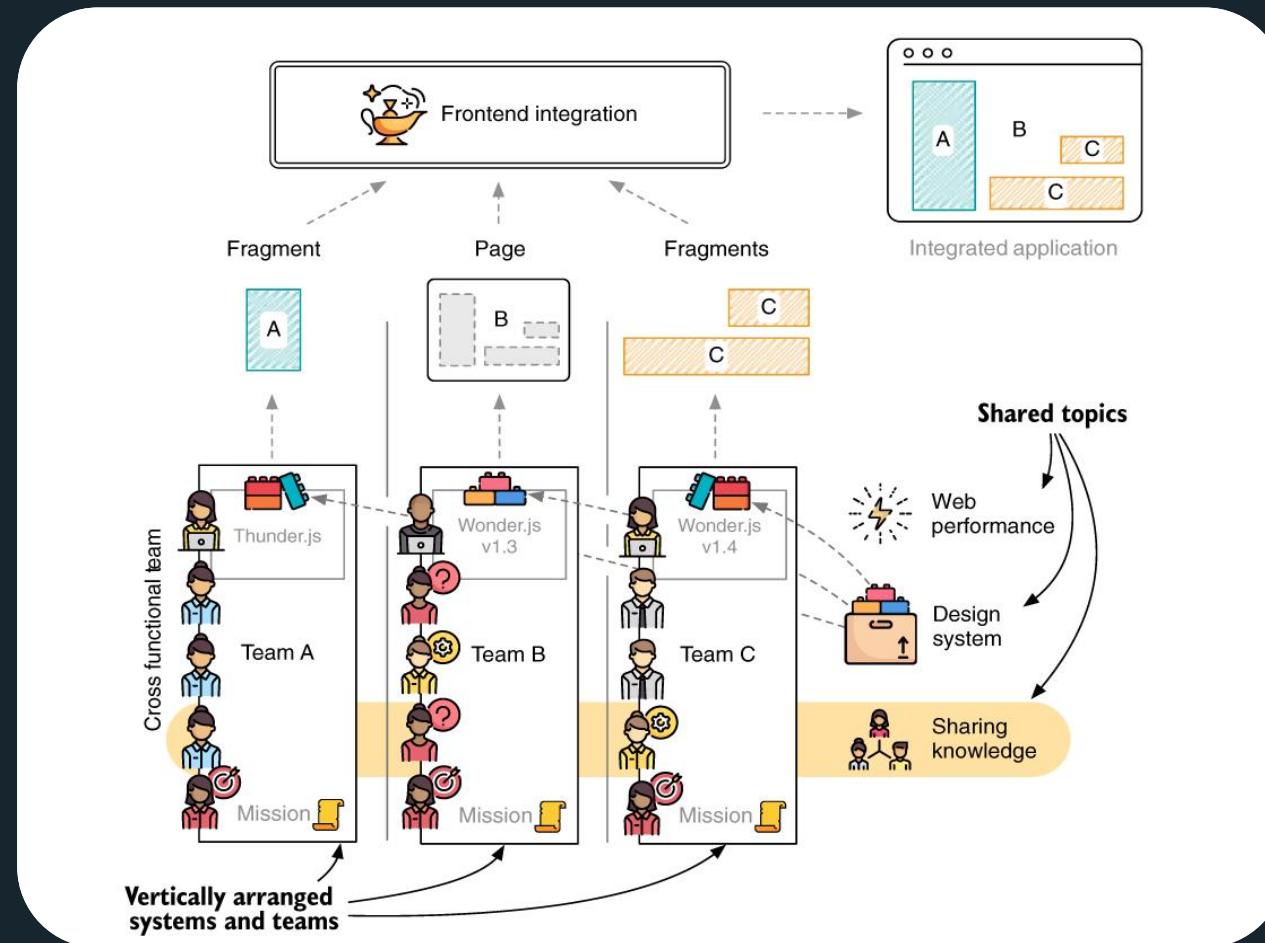 Frontend integration
A
B
C
C
Integrated application
Fragment
Page
Fragments
A
B
C
C
Shared topics
Web
performance
Design
system
Sharing
knowledge
Cross functional team
Thunder.js
Team A
Mission
Wonder.js
v1.3
?
Team B
?
Mission
Wonder.js
v1.4
Team C
Mission
Vertically arranged
systems and teams